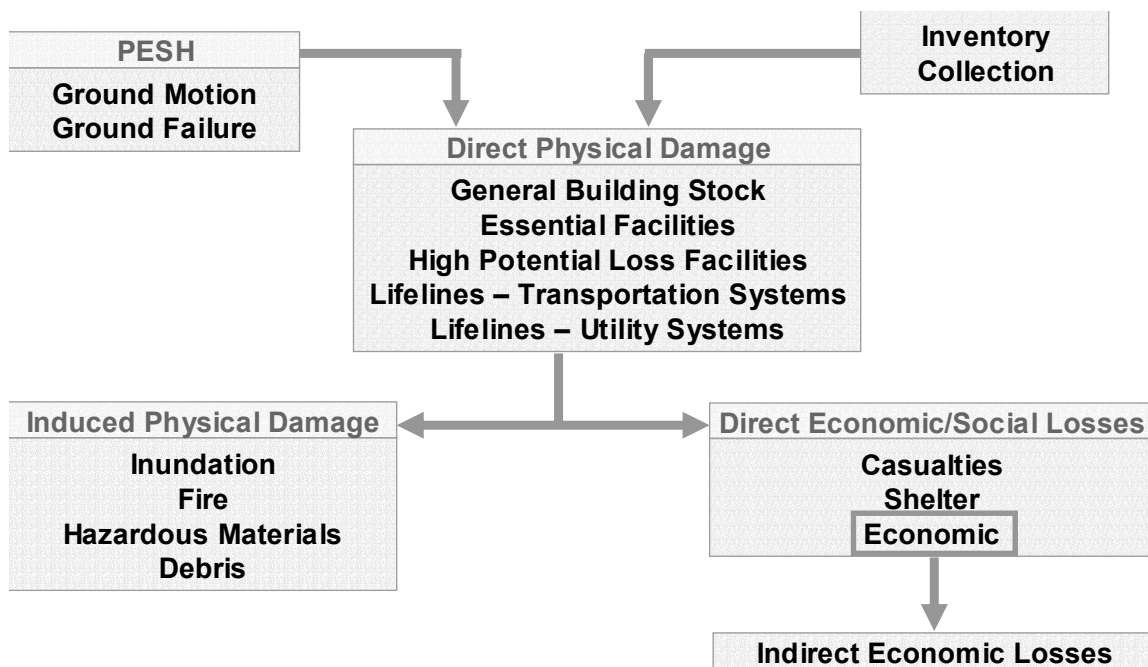 PESH
Ground Motion
Ground Failure
Inventory
Collection
Direct Physical Damage
General Building Stock
Essential Facilities
High Potential Loss Facilities
Lifelines – Transportation Systems
Lifelines – Utility Systems
Induced Physical Damage
Inundation
Fire
Hazardous Materials
Debris
Direct Economic/Social Losses
Casualties
Shelter
Economic
Indirect Economic Losses